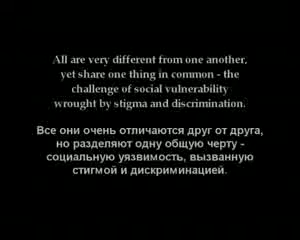 All are very different from one another,
yet share one thing in common - the
challenge of social vulnerability
wrought by stigma and discrimination.
Все они очень отличаются друг от друга,
но разделяют одну общую черту -
социальную уязвимость, вызванную
стигмой и дискриминацией.